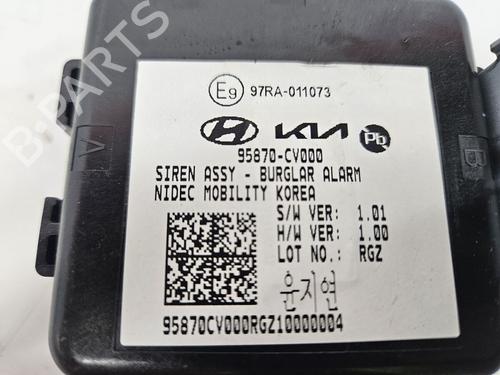 E9 97RA-011073
HYUNDAI KIA Pb
95870-CV000
SIREN ASSY - BURGLAR ALARM
NIDEC MOBILITY KOREA
S/W VER: 1.01
H/W VER: 1.00
LOT NO.: RGZ
윤지연
95870CV000RGZ10000004
V
B
B-PARTS